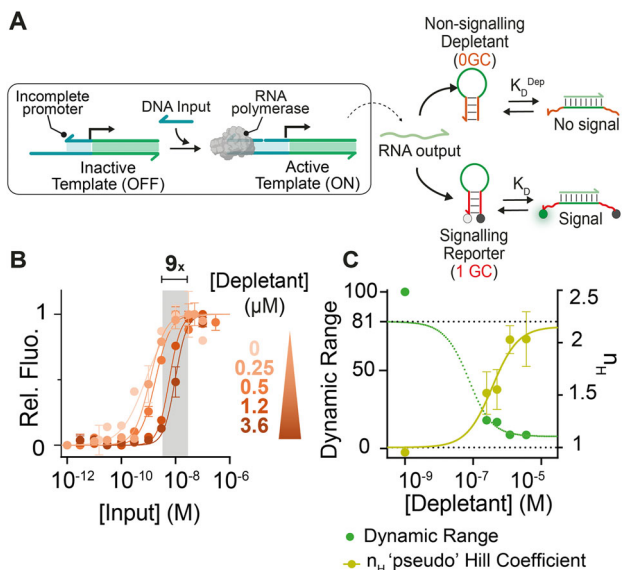 A
Non-signalling
Depletant
(0GC)
K_D^Dep
No signal
Incomplete
promoter
DNA Input
RNA
polymerase
Inactive
Template (OFF)
Active
Template (ON)
RNA output
K_D
Signal
Signalling
Reporter
(1 GC)
B
9x
[Depletant]
(μM)
0
0.25
0.5
1.2
3.6
Rel. Fluo.
1
0
10^-12
10^-10
10^-8
10^-6
[Input] (M)
C
Dynamic Range
100
81
50
0
n_H
2.5
2
1.5
1
10^-9
10^-7
10^-5
[Depletant] (M)
Dynamic Range
n_H 'pseudo' Hill Coefficient